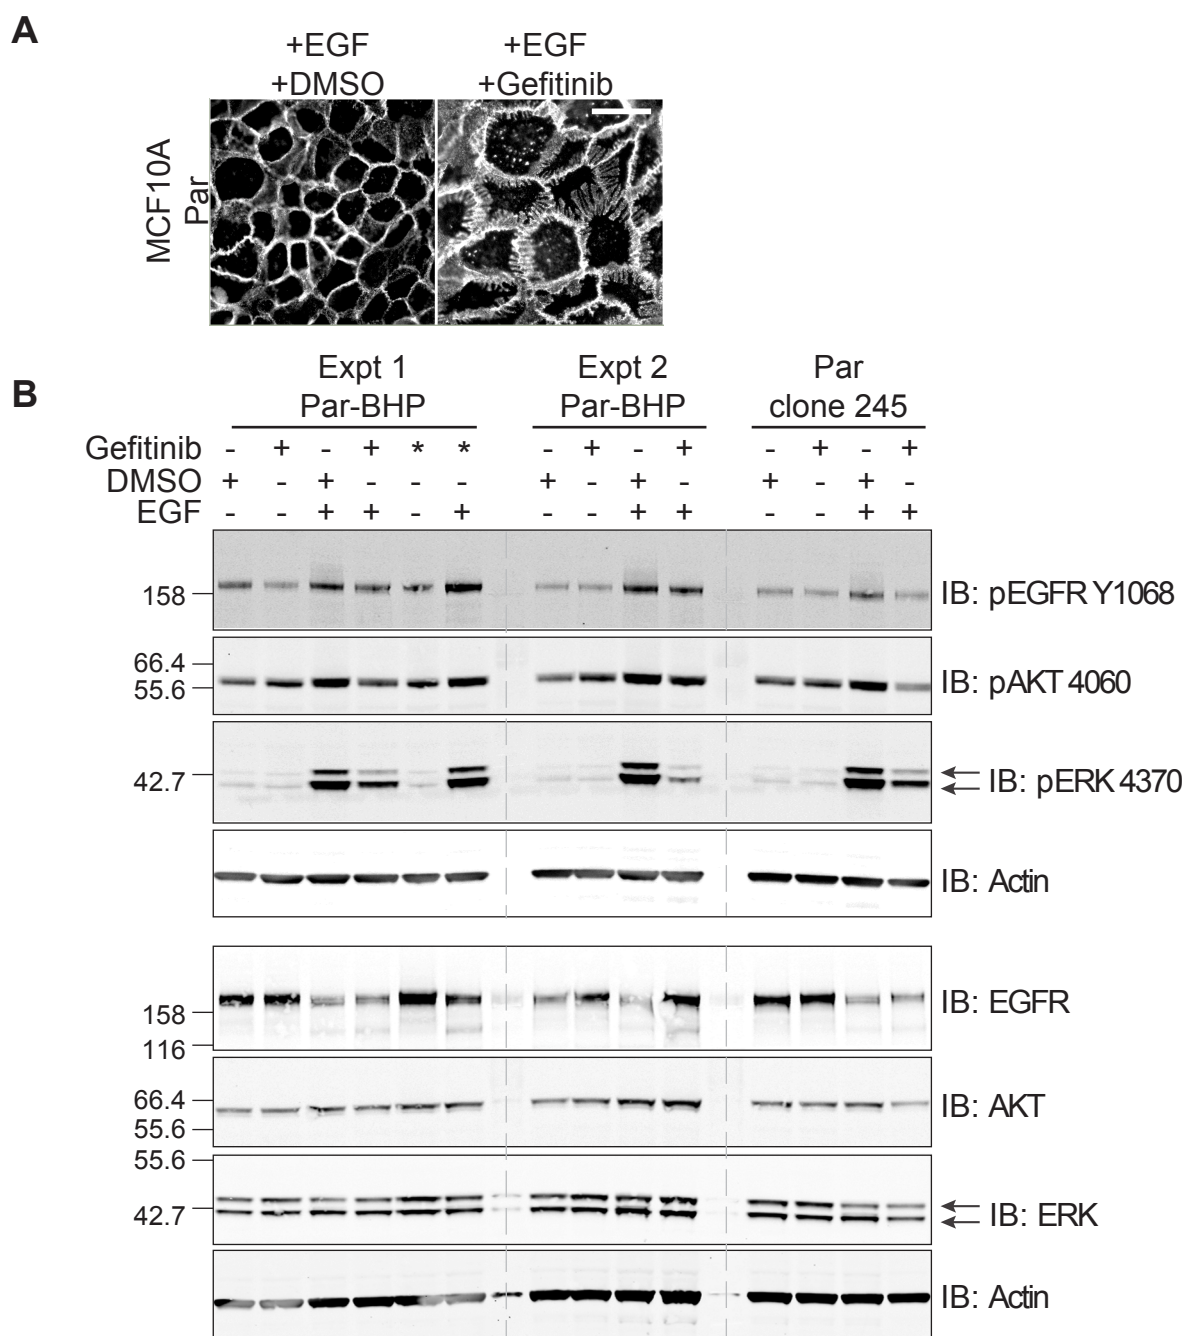 A
+EGF +EGF
+DMSO +Gefitinib
MCF10A
Par
B
Expt 1 Expt 2 Par
Par-BHP Par-BHP clone 245
Gefitinib - + - + * * - + - + - + - +
DMSO + - + - - - + - + - + - + -
EGF - - + + - + - - + + - - + +
158 IB: pEGFR Y1068
66.4
55.6 IB: pAKT 4060
42.7 IB: pERK 4370
IB: Actin
158 IB: EGFR
116
66.4 IB: AKT
55.6
55.6
42.7 IB: ERK
IB: Actin